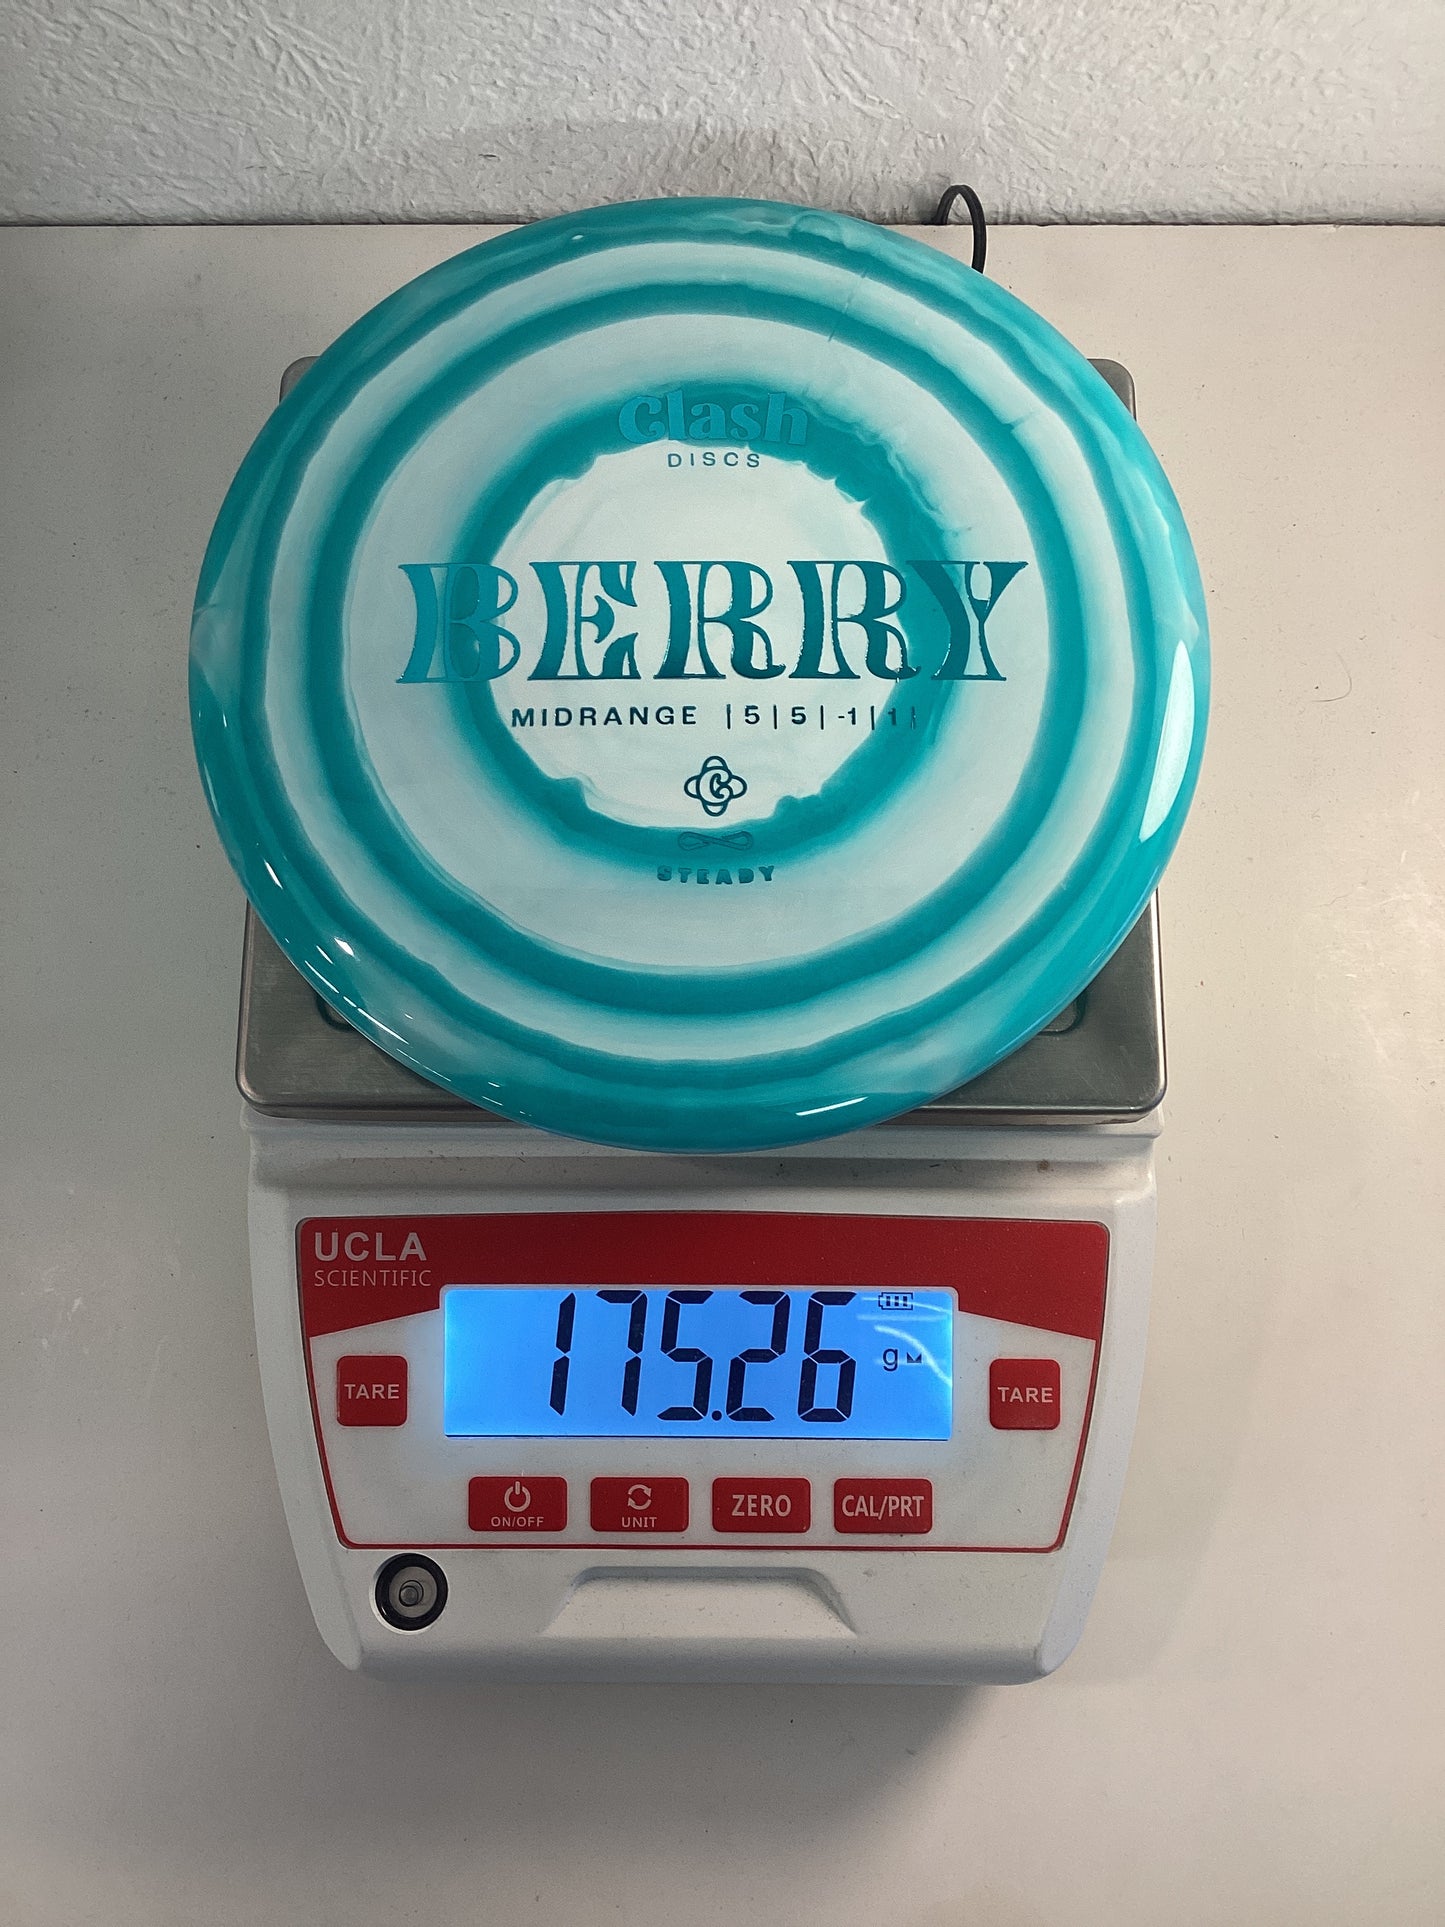 Clash
DISCS
BERRY
MIDRANGE | 5 | 5 | -1 | 1 |
C
STEADY
UCLA
SCIENTIFIC
175.26
g
TARE
TARE
ON/OFF
UNIT
ZERO
CAL/PRT